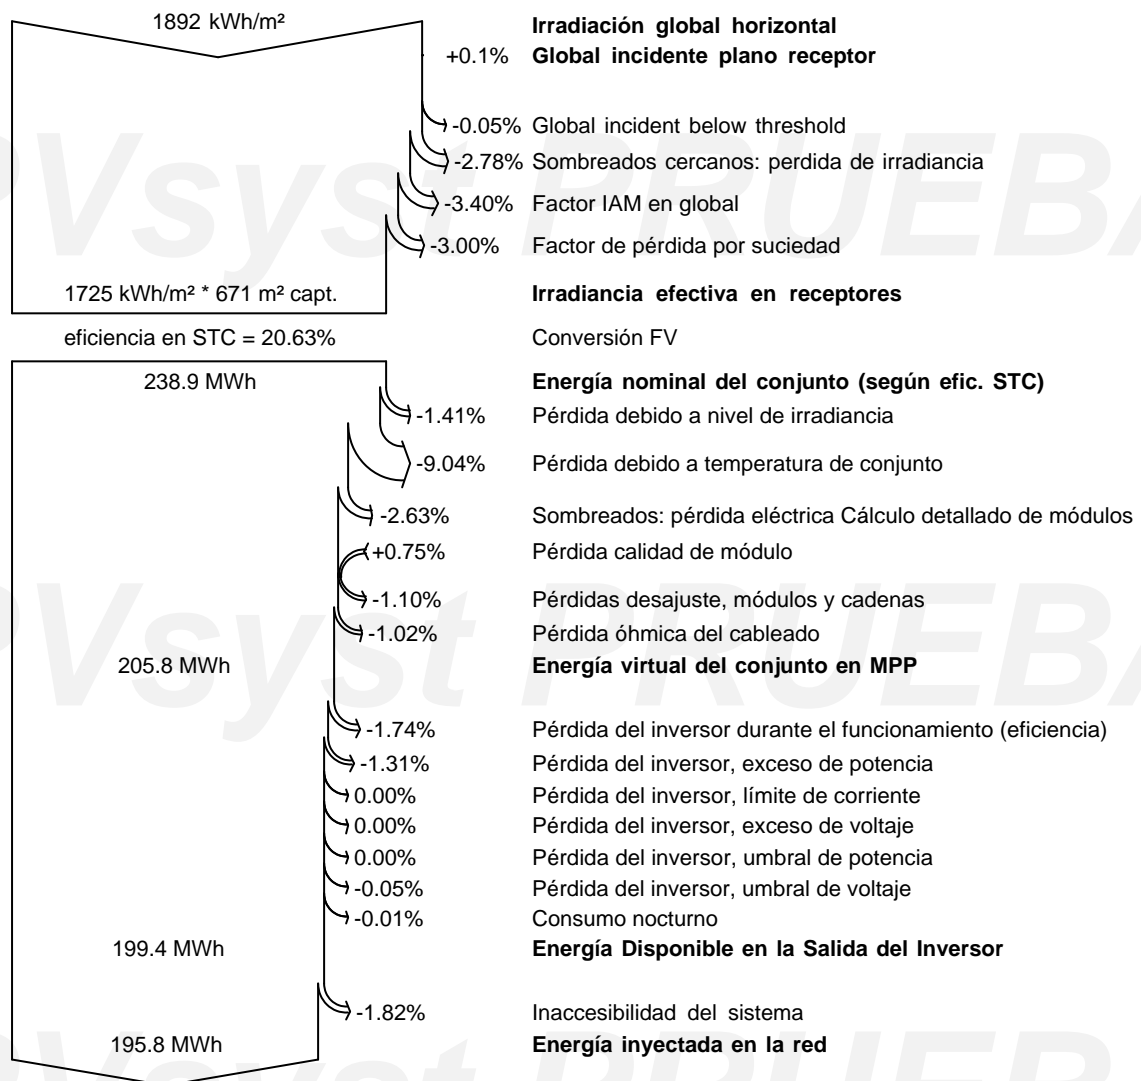 1892 kWh/m² Irradiación global horizontal
+0.1% Global incidente plano receptor
-0.05% Global incident below threshold
-2.78% Sombreados cercanos: perdida de irradiancia
-3.40% Factor IAM en global
-3.00% Factor de pérdida por suciedad
1725 kWh/m² * 671 m² capt. Irradiancia efectiva en receptores
eficiencia en STC = 20.63% Conversión FV
238.9 MWh Energía nominal del conjunto (según efic. STC)
-1.41% Pérdida debido a nivel de irradiancia
-9.04% Pérdida debido a temperatura de conjunto
-2.63% Sombreados: pérdida eléctrica Cálculo detallado de módulos
+0.75% Pérdida calidad de módulo
-1.10% Pérdidas desajuste, módulos y cadenas
-1.02% Pérdida óhmica del cableado
205.8 MWh Energía virtual del conjunto en MPP
-1.74% Pérdida del inversor durante el funcionamiento (eficiencia)
-1.31% Pérdida del inversor, exceso de potencia
0.00% Pérdida del inversor, límite de corriente
0.00% Pérdida del inversor, exceso de voltaje
0.00% Pérdida del inversor, umbral de potencia
-0.05% Pérdida del inversor, umbral de voltaje
-0.01% Consumo nocturno
199.4 MWh Energía Disponible en la Salida del Inversor
-1.82% Inaccesibilidad del sistema
195.8 MWh Energía inyectada en la red
PVsyst PRUEBA
PVsyst PRUEBA
PVsyst PRUEBA